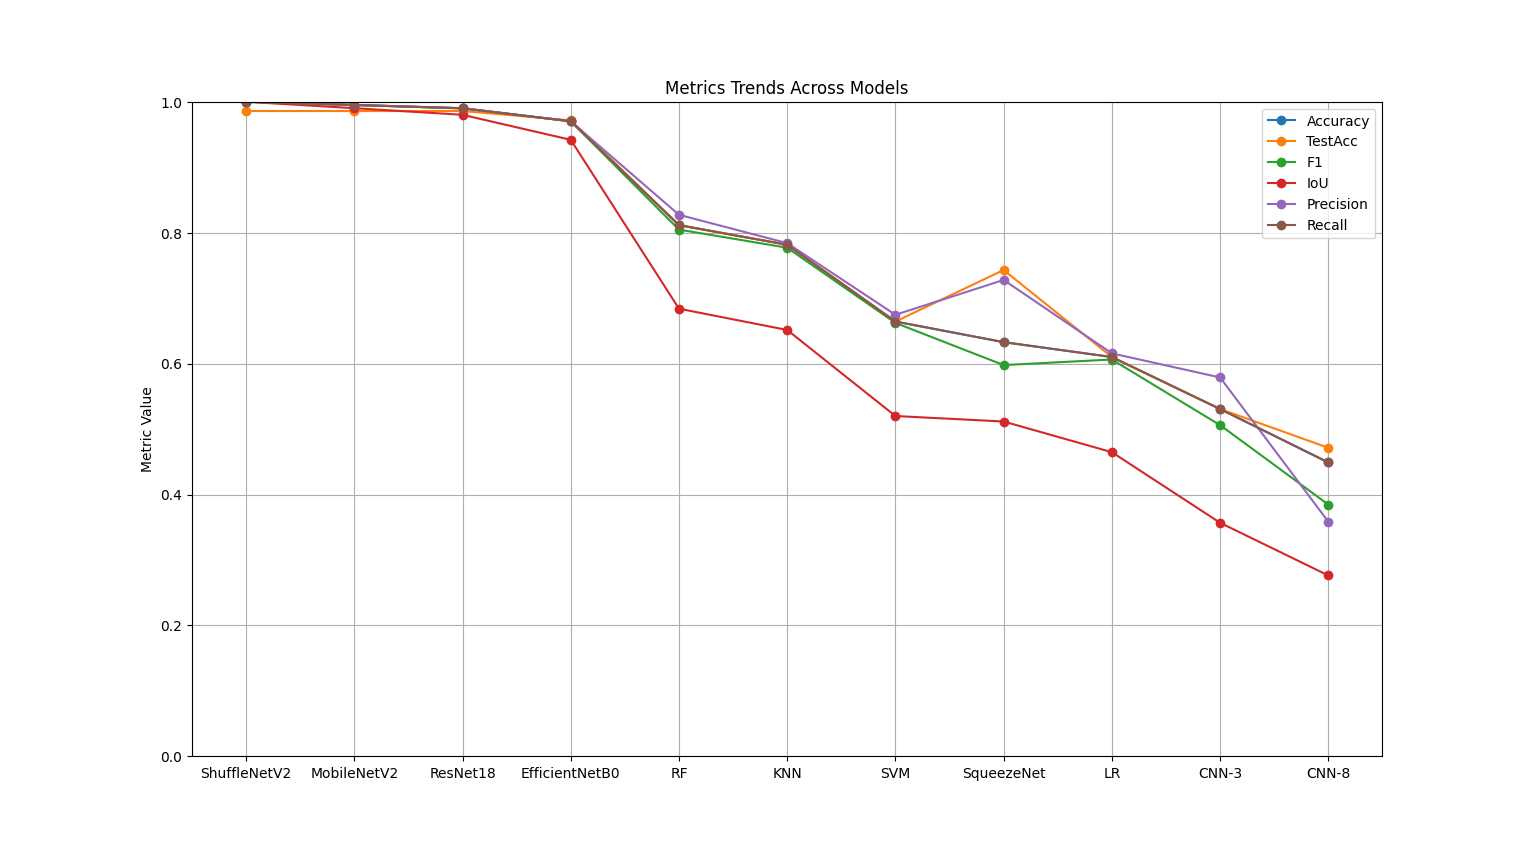 Metrics Trends Across Models
Metric Value
1.0
0.8
0.6
0.4
0.2
0.0
Accuracy
TestAcc
F1
IoU
Precision
Recall
ShuffleNetV2 MobileNetV2 ResNet18 EfficientNetB0 RF KNN SVM SqueezeNet LR CNN-3 CNN-8